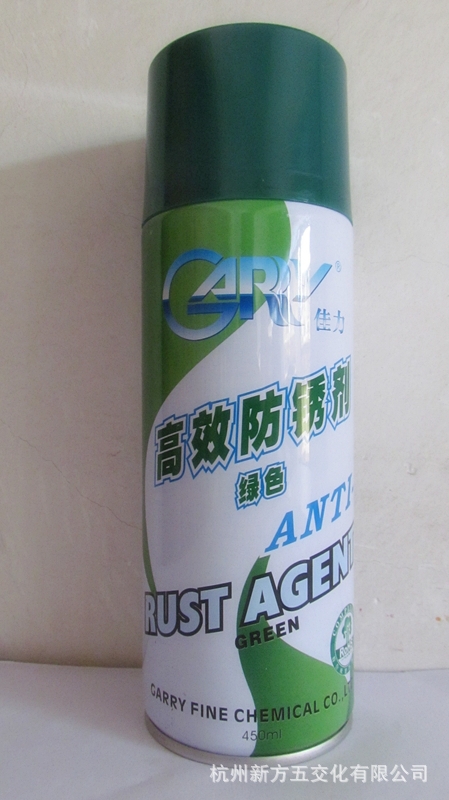 GARRY®
佳力
高效防锈剂
绿色
ANTI-
RUST AGENT
GREEN
GARRY FINE CHEMICAL CO.,L
450ml
杭州新方五交化有限公司